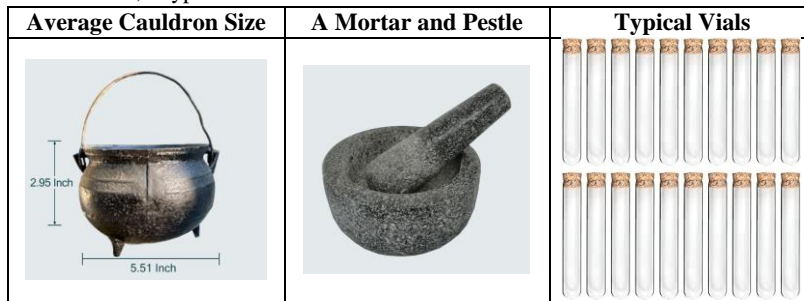 Average Cauldron Size
A Mortar and Pestle
Typical Vials
2.95 Inch
5.51 Inch